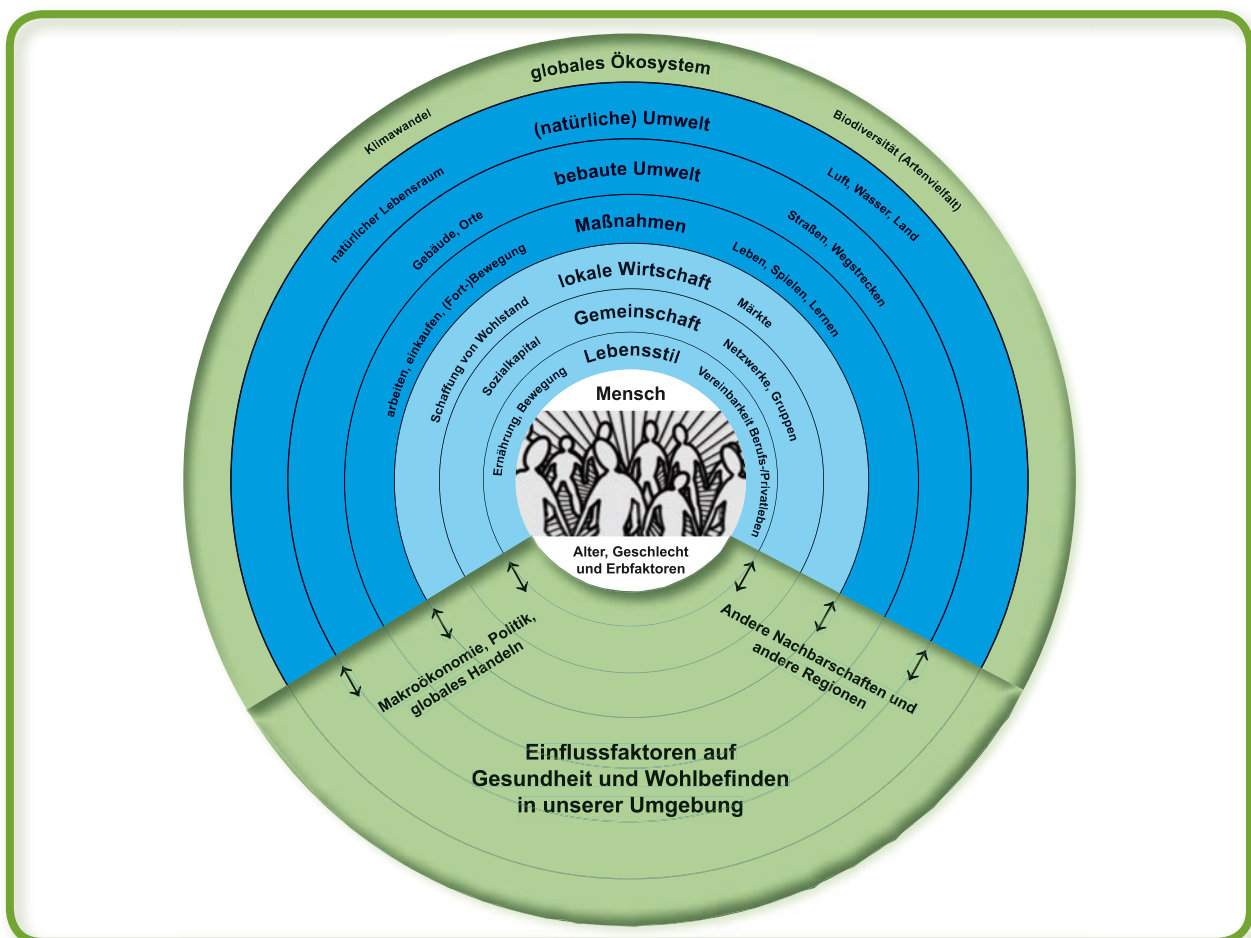 globales Ökosystem
Klimawandel
Biodiversität (Artenvielfalt)
(natürliche) Umwelt
natürlicher Lebensraum
Luft, Wasser, Land
bebaute Umwelt
Gebäude, Orte
Straßen, Wegstrecken
Maßnahmen
arbeiten, einkaufen, (Fort-)Bewegung
Leben, Spielen, Lernen
lokale Wirtschaft
Schaffung von Wohlstand
Märkte
Gemeinschaft
Sozialkapital
Netzwerke, Gruppen
Lebensstil
Ernährung, Bewegung
Vereinbarkeit Berufs-/Privatleben
Mensch
Alter, Geschlecht
und Erbfaktoren
Makroökonomie, Politik,
globales Handeln
Andere Nachbarschaften und
andere Regionen
Einflussfaktoren auf
Gesundheit und Wohlbefinden
in unserer Umgebung